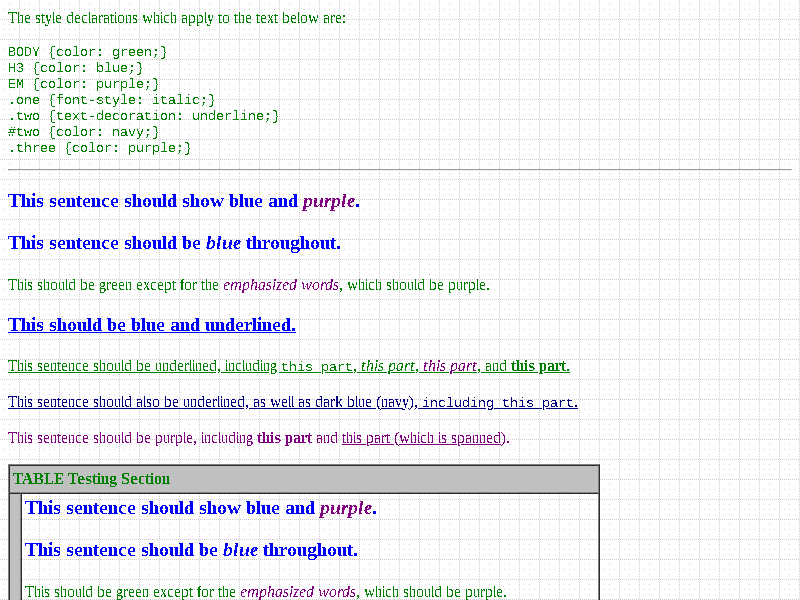 The style declarations which apply to the text below are:
BODY {color: green;}
H3 {color: blue;}
EM {color: purple;}
.one {font-style: italic;}
.two {text-decoration: underline;}
#two {color: navy;}
.three {color: purple;}
This sentence should show blue and purple.
This sentence should be blue throughout.
This should be green except for the emphasized words, which should be purple.
This should be blue and underlined.
This sentence should be underlined, including this part, this part, this part, and this part.
This sentence should also be underlined, as well as dark blue (navy), including this part.
This sentence should be purple, including this part and this part (which is spanned).
TABLE Testing Section
This sentence should show blue and purple.
This sentence should be blue throughout.
This should be green except for the emphasized words, which should be purple.